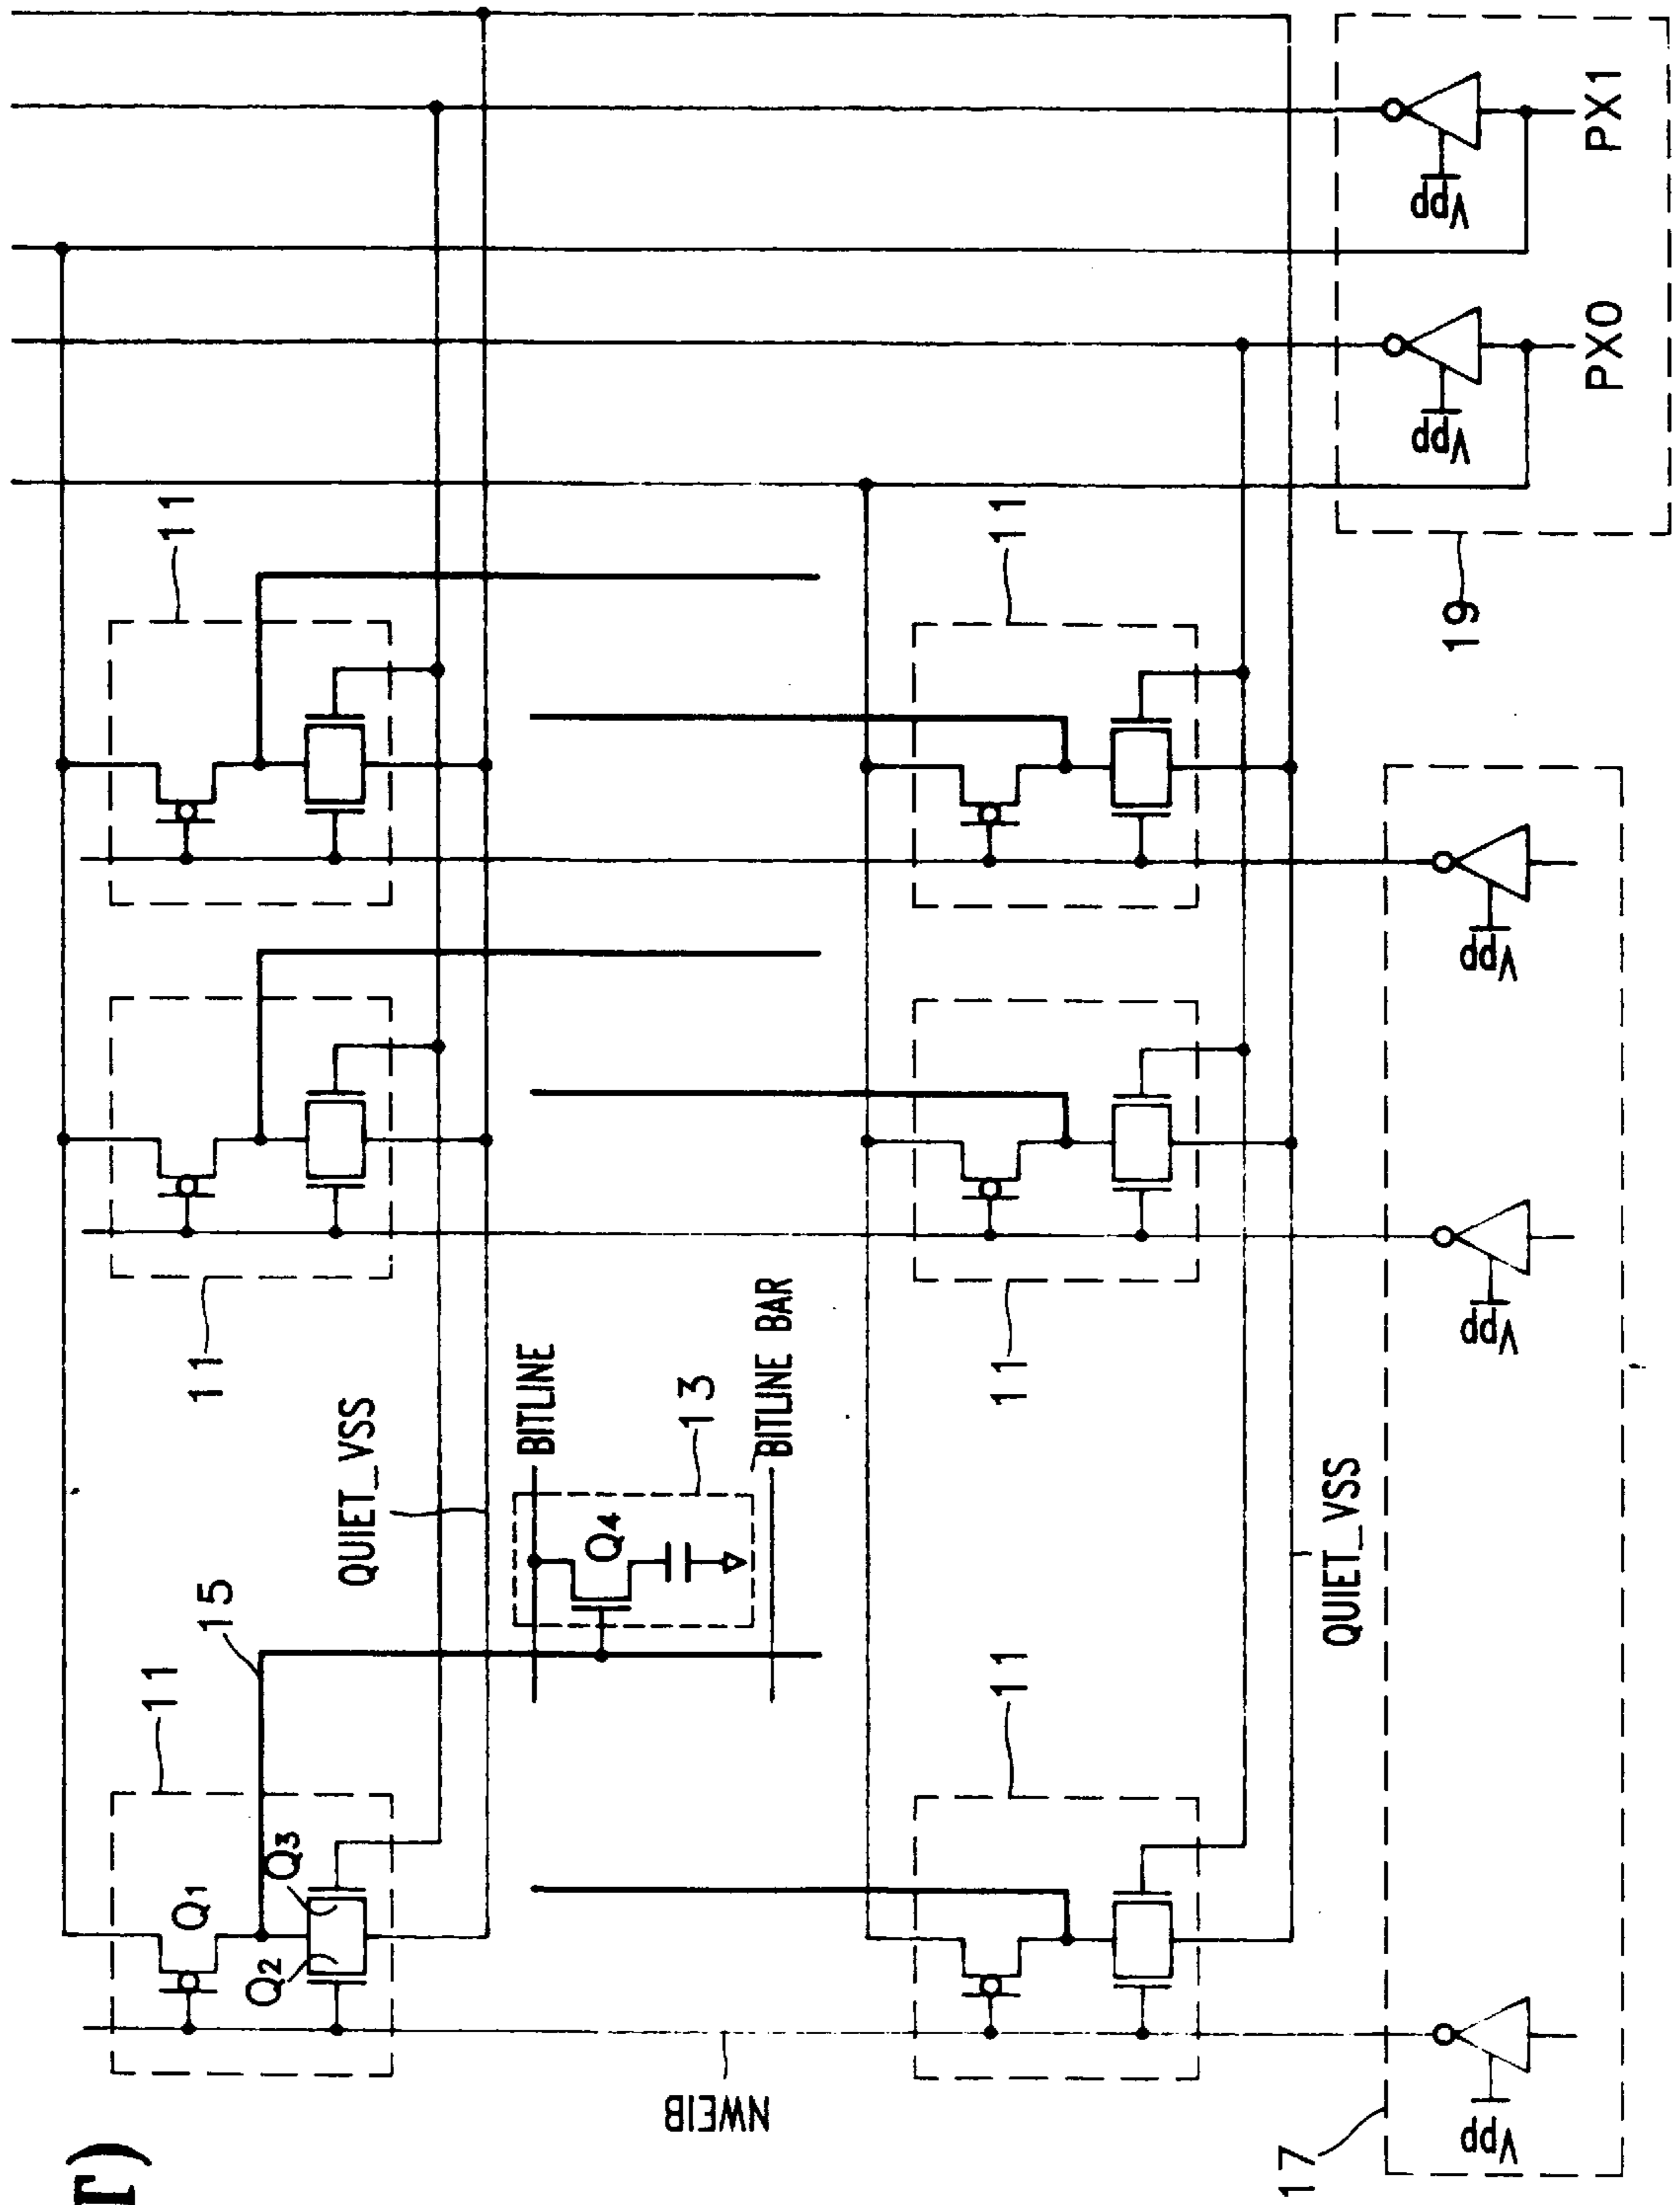 T)
11
11
Q1
11
15
Q2
Q3
QUIET_VSS
BITLINE
Q4
13
NWEIB
BITLINE BAR
11
11
11
17
QUIET_VSS
Vpp
Vpp
Vpp
19
Vpp
Vpp
PX0
PX1